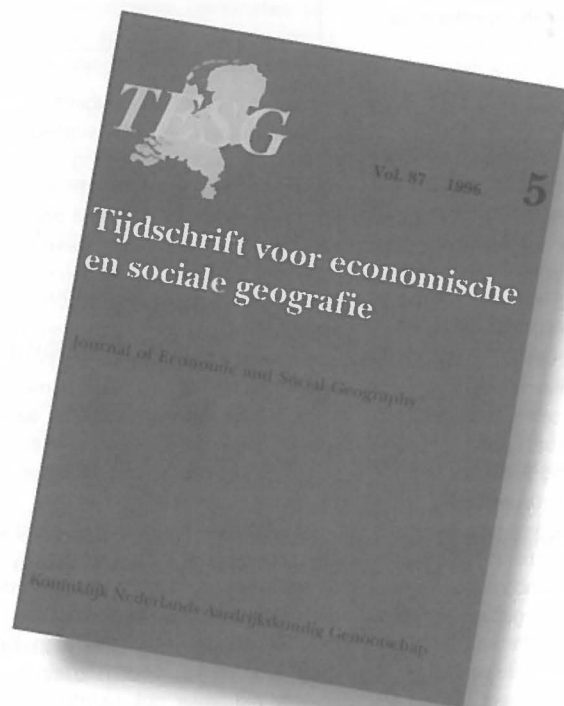 TESG
Vol. 87 1996 5
Tijdschrift voor economische
en sociale geografie
Journal of Economic and Social Geography
Koninklijk Nederlands Aardrijkskundig Genootschap